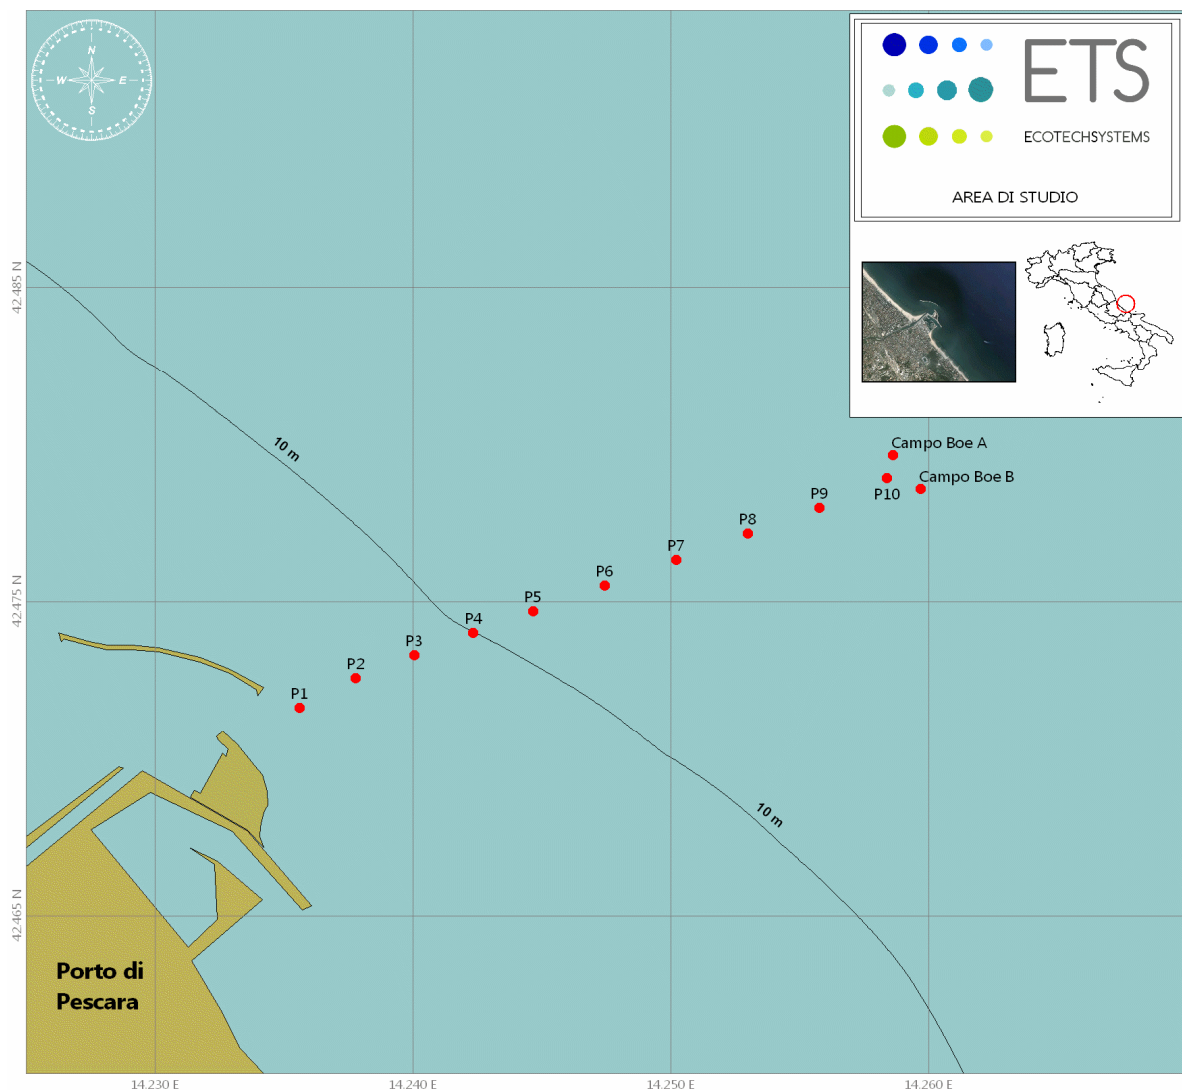 N
W
E
S
ETS
ECOTECHSYSTEMS
AREA DI STUDIO
42.485 N
10 m
Campo Boe A
Campo Boe B
P10
P9
P8
P7
P6
42.475 N
P5
P4
P3
P2
P1
10 m
42.465 N
Porto di
Pescara
14.230 E
14.240 E
14.250 E
14.260 E